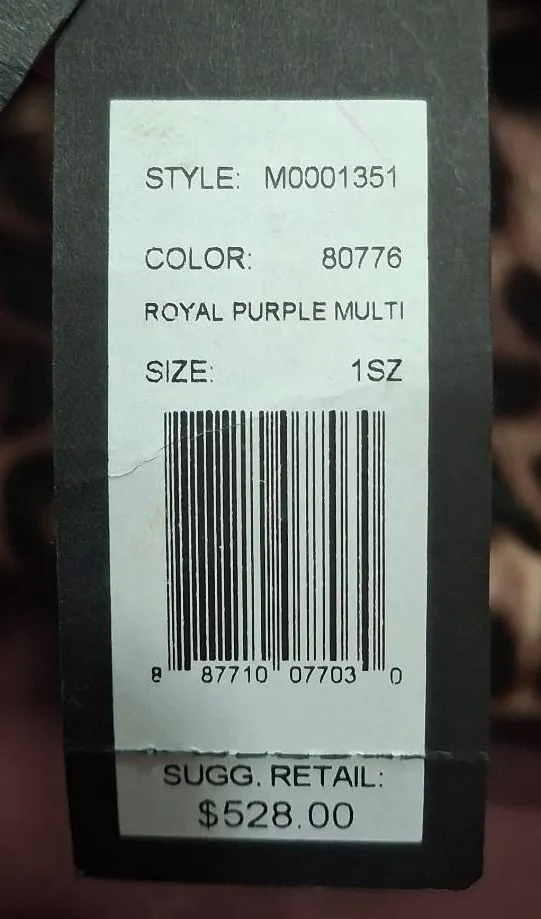 STYLE: M0001351
COLOR: 80776
ROYAL PURPLE MULTI
SIZE: 1SZ
8 87710 07703 0
SUGG. RETAIL:
$528.00